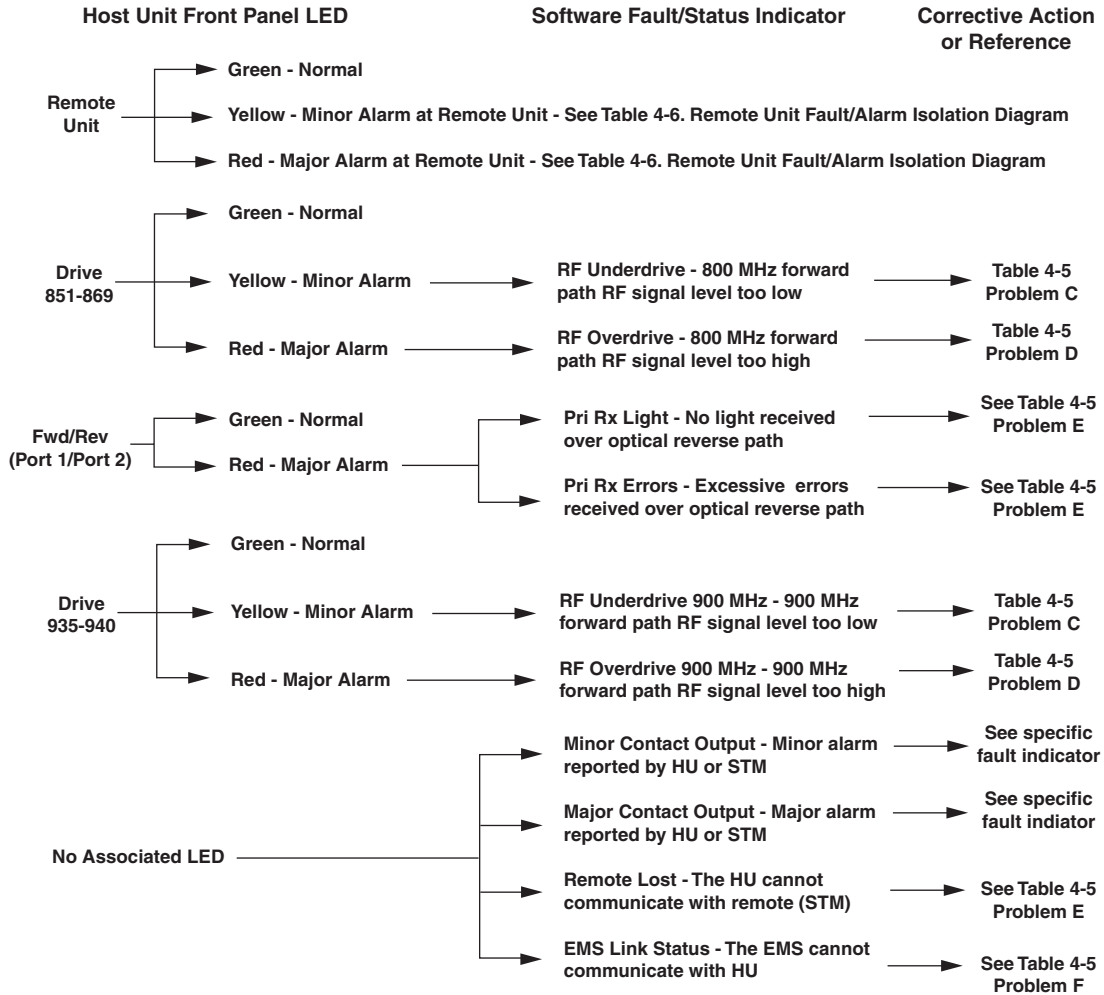 Host Unit Front Panel LED
Software Fault/Status Indicator
Corrective Action
or Reference
Remote
Unit
Green - Normal
Yellow - Minor Alarm at Remote Unit - See Table 4-6. Remote Unit Fault/Alarm Isolation Diagram
Red - Major Alarm at Remote Unit - See Table 4-6. Remote Unit Fault/Alarm Isolation Diagram
Drive
851-869
Green - Normal
Yellow - Minor Alarm
RF Underdrive - 800 MHz forward
path RF signal level too low
Table 4-5
Problem C
Red - Major Alarm
RF Overdrive - 800 MHz forward
path RF signal level too high
Table 4-5
Problem D
Fwd/Rev
(Port 1/Port 2)
Green - Normal
Red - Major Alarm
Pri Rx Light - No light received
over optical reverse path
See Table 4-5
Problem E
Pri Rx Errors - Excessive errors
received over optical reverse path
See Table 4-5
Problem E
Drive
935-940
Green - Normal
Yellow - Minor Alarm
RF Underdrive 900 MHz - 900 MHz
forward path RF signal level too low
Table 4-5
Problem C
Red - Major Alarm
RF Overdrive 900 MHz - 900 MHz
forward path RF signal level too high
Table 4-5
Problem D
No Associated LED
Minor Contact Output - Minor alarm
reported by HU or STM
See specific
fault indicator
Major Contact Output - Major alarm
reported by HU or STM
See specific
fault indiator
Remote Lost - The HU cannot
communicate with remote (STM)
See Table 4-5
Problem E
EMS Link Status - The EMS cannot
communicate with HU
See Table 4-5
Problem F